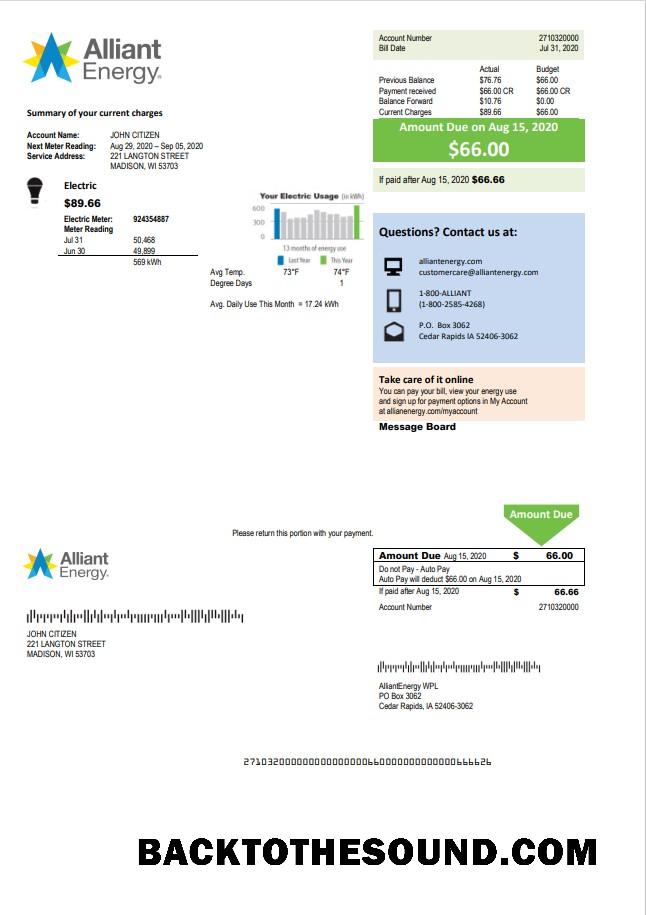 Alliant
Energy®
Account Number 2710320000
Bill Date Jul 31, 2020
Actual Budget
Previous Balance $76.76 $66.00
Payment received $66.00 CR $66.00 CR
Balance Forward $10.76 $0.00
Current Charges $89.66 $66.00
Amount Due on Aug 15, 2020
$66.00
If paid after Aug 15, 2020 $66.66
Summary of your current charges
Account Name: JOHN CITIZEN
Next Meter Reading: Aug 29, 2020 – Sep 05, 2020
Service Address: 221 LANGTON STREET
MADISON, WI 53703
Electric
$89.66
Electric Meter: 924354887
Meter Reading
Jul 31 50,468
Jun 30 49,899
569 kWh
Your Electric Usage (in kWh)
600
300
0
13 months of energy use
Last Year This Year
Avg Temp. 73°F 74°F
Degree Days 1
Avg. Daily Use This Month = 17.24 kWh
Questions? Contact us at:
alliantenergy.com
customercare@alliantenergy.com
1-800-ALLIANT
(1-800-2585-4268)
P.O. Box 3062
Cedar Rapids IA 52406-3062
Take care of it online
You can pay your bill, view your energy use
and sign up for payment options in My Account
at allianenergy.com/myaccount
Message Board
Please return this portion with your payment.
Amount Due
Alliant
Energy®
Amount Due Aug 15, 2020 $ 66.00
Do not Pay - Auto Pay
Auto Pay will deduct $66.00 on Aug 15, 2020
If paid after Aug 15, 2020 $ 66.66
Account Number 2710320000
JOHN CITIZEN
221 LANGTON STREET
MADISON, WI 53703
AlliantEnergy WPL
PO Box 3062
Cedar Rapids, IA 52406-3062
BACKTOTHESOUND.COM